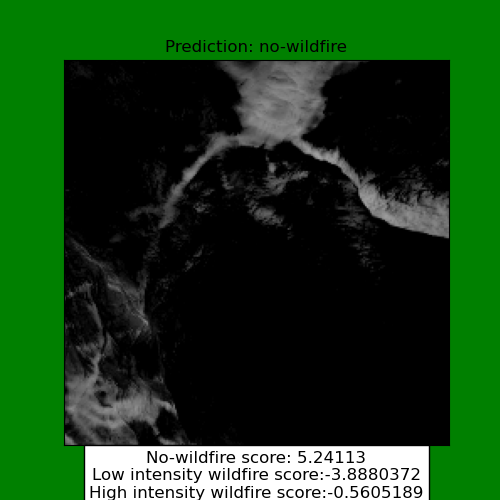 Prediction: no-wildfire
No-wildfire score: 5.24113
Low intensity wildfire score:-3.8880372
High intensity wildfire score:-0.5605189